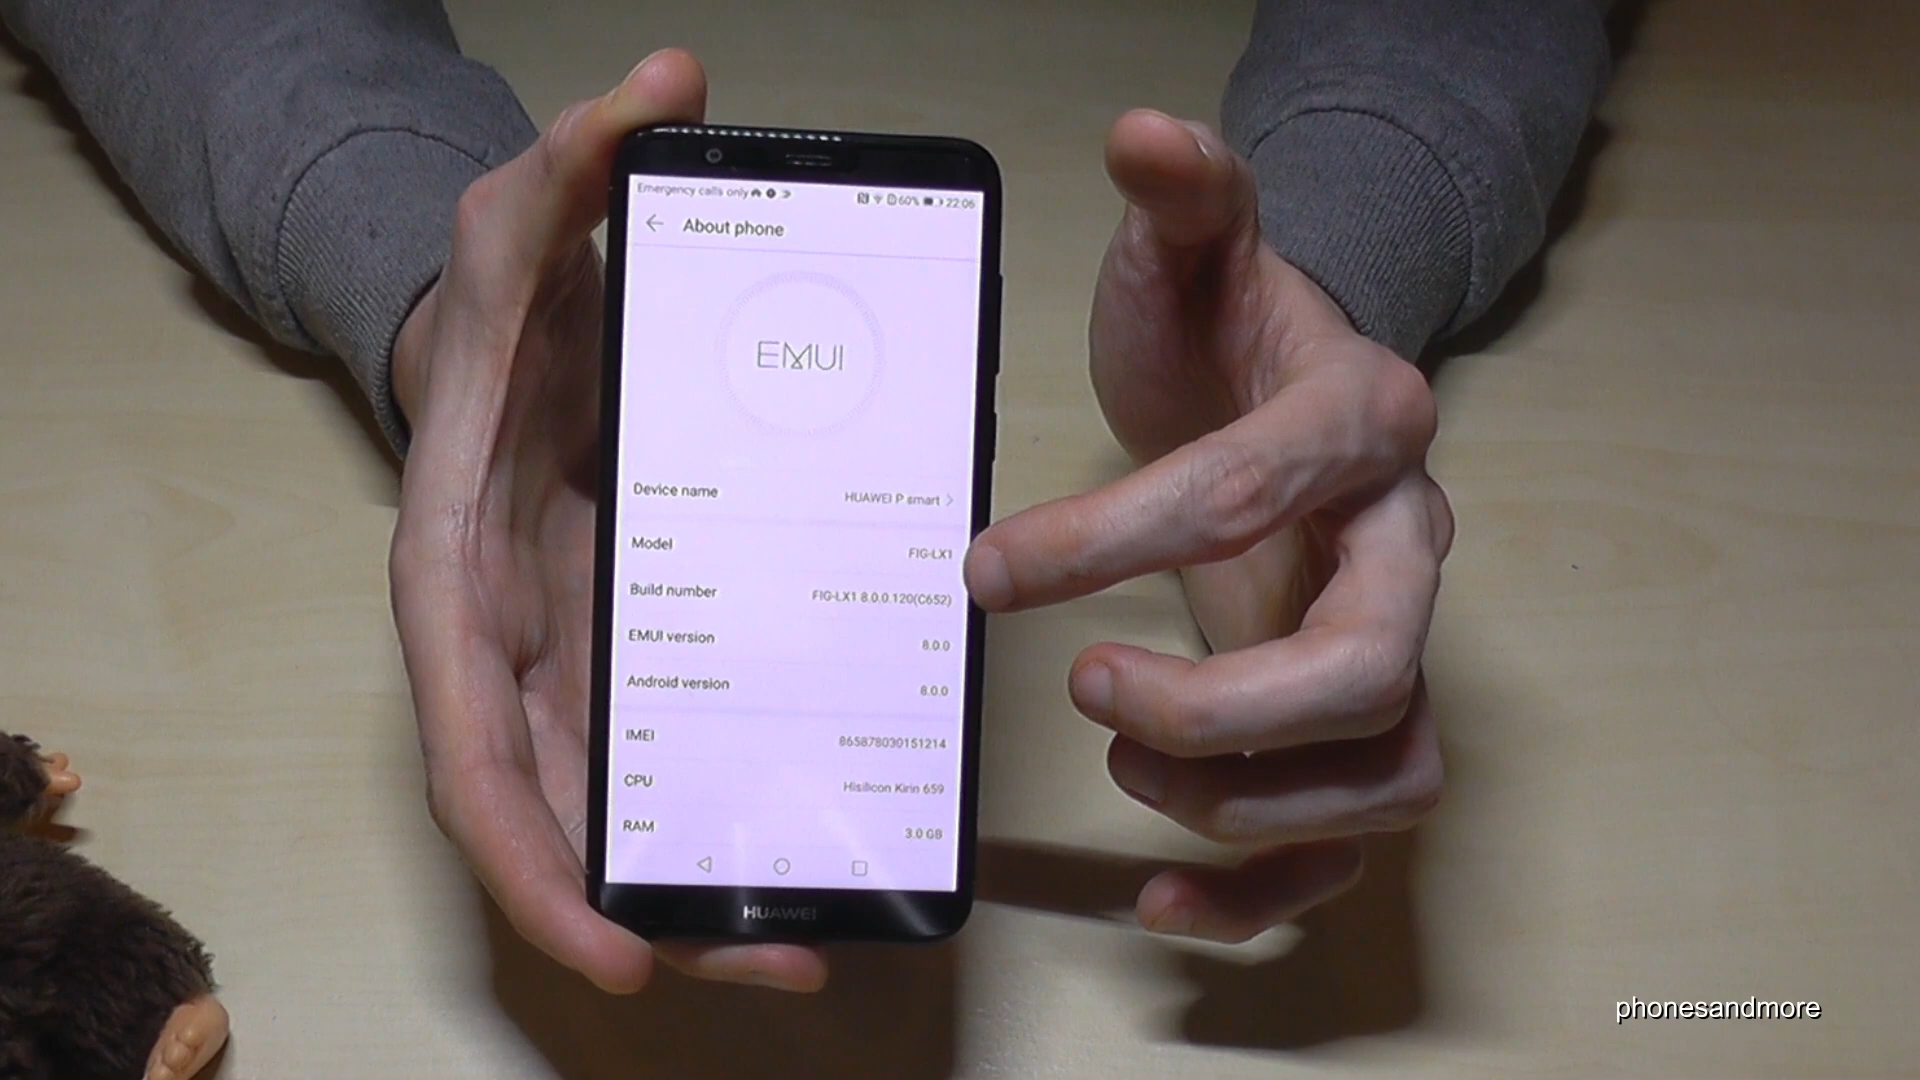 Emergency calls only 60% 22:06
About phone
EMUI
Device name HUAWEI P smart
Model FIG-LX1
Build number FIG-LX1 8.0.0.120(C652)
EMUI version 8.0.0
Android version 8.0.0
IMEI 865878030151214
CPU Hisilicon Kirin 659
RAM 3.0 GB
HUAWEI
phonesandmore